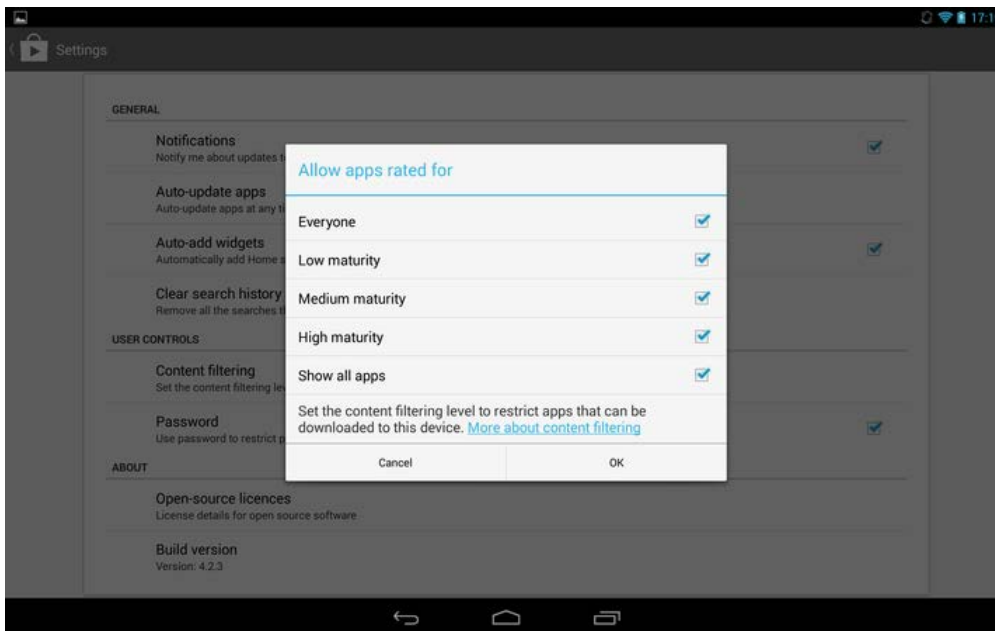 17:1
Settings
GENERAL
Notifications
Notify me about updates t
Auto-update apps
Auto-update apps at any ti
Auto-add widgets
Automatically add Home s
Clear search history
Remove all the searches th
USER CONTROLS
Content filtering
Set the content filtering lev
Password
Use password to restrict p
ABOUT
Open-source licences
License details for open source software
Build version
Version: 4.2.3
Allow apps rated for
Everyone
Low maturity
Medium maturity
High maturity
Show all apps
Set the content filtering level to restrict apps that can be
downloaded to this device. More about content filtering
Cancel OK